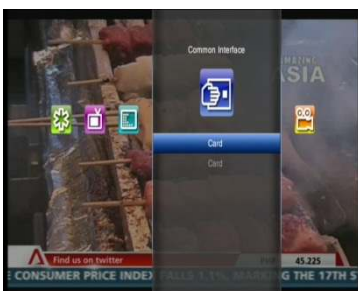 Common Interface
AMAZING
ASIA
Card
Card
Find us on twitter
45.225
CONSUMER PRICE INDEX FALLS 1.1%, MARKING THE 17TH